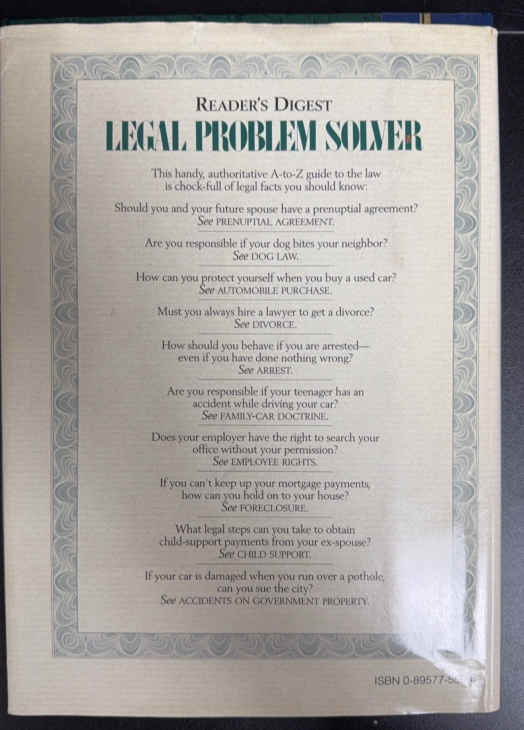 READER'S DIGEST
LEGAL PROBLEM SOLVER
This handy, authoritative A-to-Z guide to the law
is chock-full of legal facts you should know:
Should you and your future spouse have a prenuptial agreement?
See PRENUPTIAL AGREEMENT.
Are you responsible if your dog bites your neighbor?
See DOG LAW.
How can you protect yourself when you buy a used car?
See AUTOMOBILE PURCHASE.
Must you always hire a lawyer to get a divorce?
See DIVORCE.
How should you behave if you are arrested—
even if you have done nothing wrong?
See ARREST.
Are you responsible if your teenager has an
accident while driving your car?
See FAMILY-CAR DOCTRINE.
Does your employer have the right to search your
office without your permission?
See EMPLOYEE RIGHTS.
If you can't keep up your mortgage payments,
how can you hold on to your house?
See FORECLOSURE.
What legal steps can you take to obtain
child-support payments from your ex-spouse?
See CHILD SUPPORT.
If your car is damaged when you run over a pothole,
can you sue the city?
See ACCIDENTS ON GOVERNMENT PROPERTY.
ISBN 0-89577-